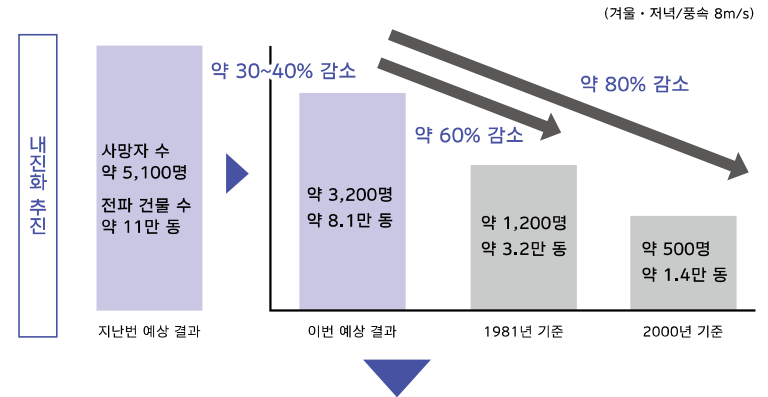 (겨울・저녁/풍속 8m/s)
내진화 추진
사망자 수
약 5,100명
전파 건물 수
약 11만 동
지난번 예상 결과
약 30~40% 감소
약 60% 감소
약 80% 감소
약 3,200명
약 8.1만 동
이번 예상 결과
약 1,200명
약 3.2만 동
1981년 기준
약 500명
약 1.4만 동
2000년 기준